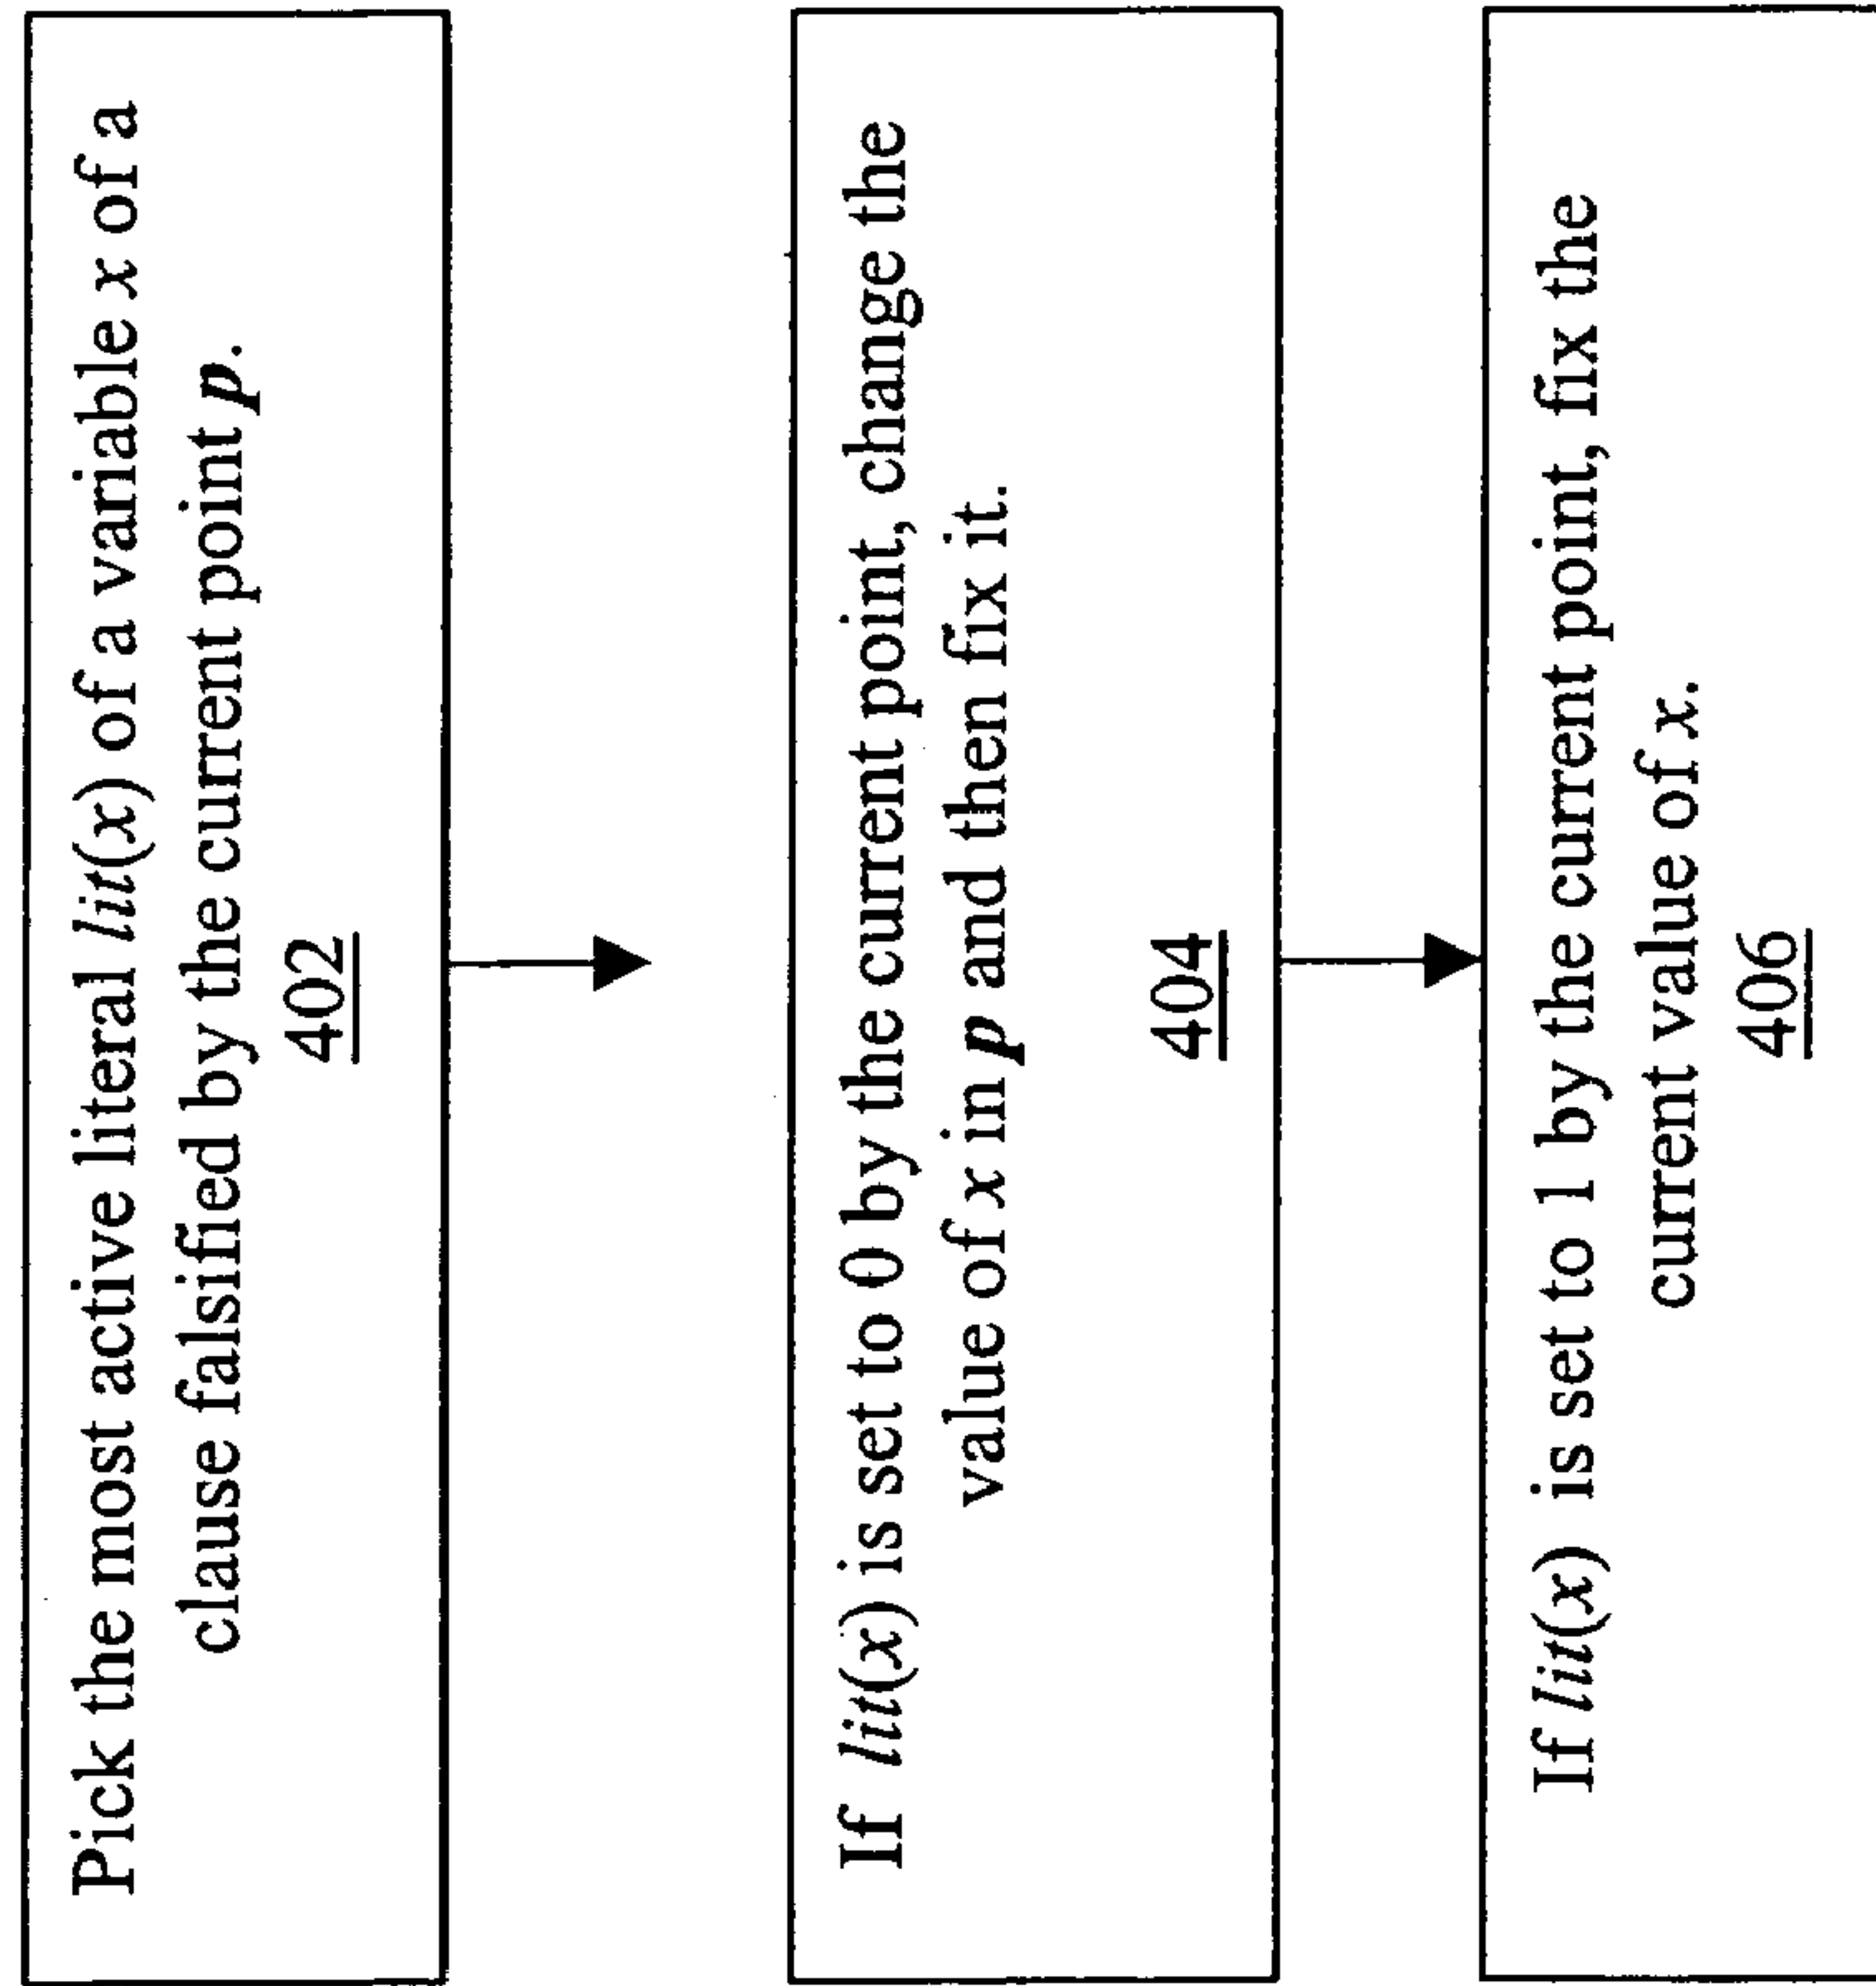 Pick the most active literal lit(x) of a variable x of a
clause falsified by the current point p.
402
If lit(x) is set to 0 by the current point, change the
value of x in p and then fix it.
404
If lit(x) is set to 1 by the current point, fix the
current value of x.
406